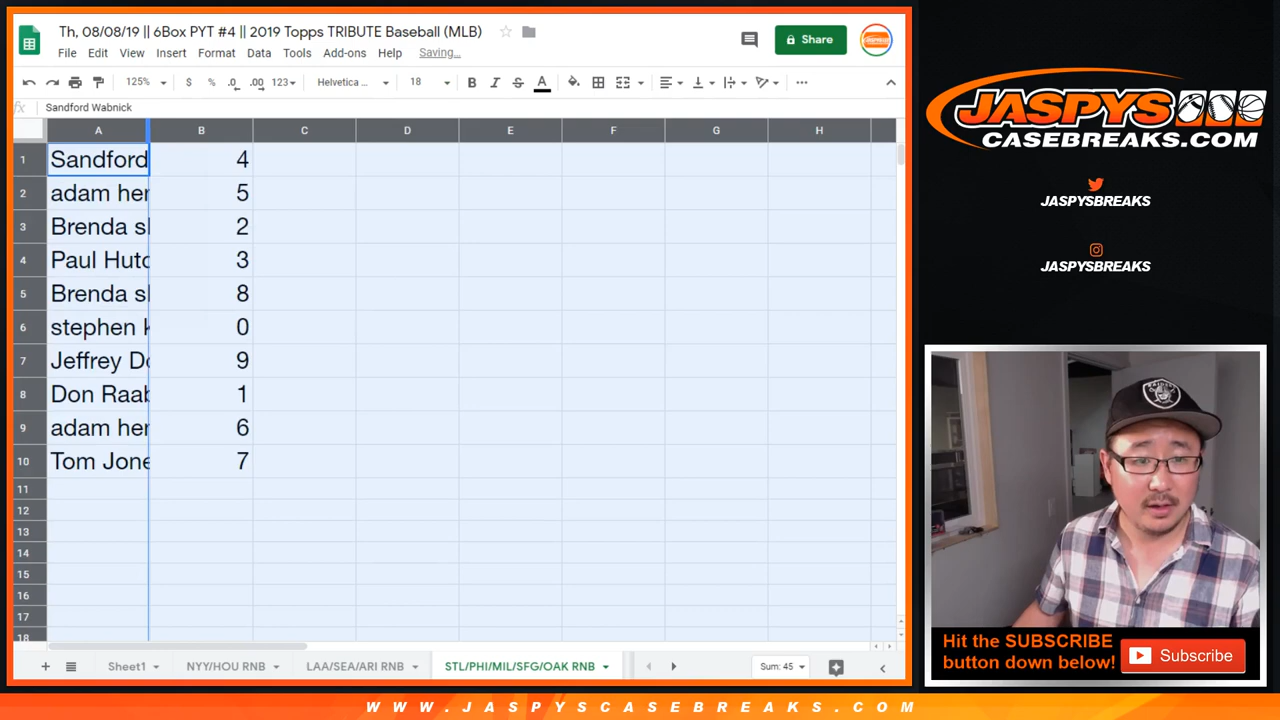 Th, 08/08/19 || 6Box PYT #4 || 2019 Topps TRIBUTE Baseball (MLB)
File Edit View Insert Format Data Tools Add-ons Help Saving...
Share
125% $ % .0 .00 123 Helvetica ... 18 B I S A
fx Sandford Wabnick
A B C D E F G H
1 Sandford 4
2 adam her 5
3 Brenda sl 2
4 Paul Hutc 3
5 Brenda sl 8
6 stephen k 0
7 Jeffrey Do 9
8 Don Raab 1
9 adam her 6
10 Tom Jone 7
11
12
13
14
15
16
17
18
+ Sheet1 NYY/HOU RNB LAA/SEA/ARI RNB STL/PHI/MIL/SFG/OAK RNB Sum: 45
JASPYS
CASEBREAKS.COM
JASPYSBREAKS
JASPYSBREAKS
RAIDERS
Hit the SUBSCRIBE
button down below!
Subscribe
WWW.JASPYSCASEBREAKS.COM